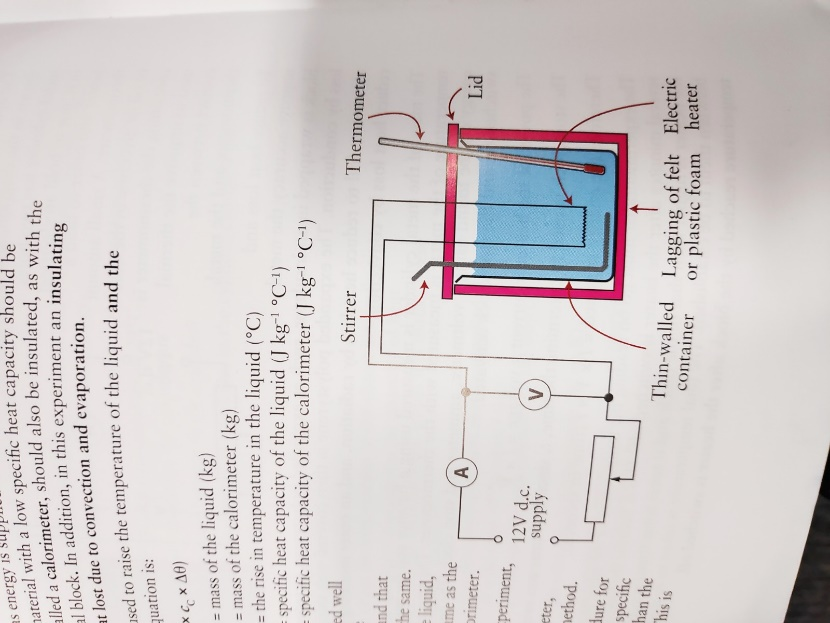 as energy is
material with a low specific heat capacity should be
called a calorimeter, should also be insulated, as with the
al block. In addition, in this experiment an insulating
at lost due to convection and evaporation.
used to raise the temperature of the liquid and the
quation is:
× cC × Δθ)
= mass of the liquid (kg)
= mass of the calorimeter (kg)
= the rise in temperature in the liquid (°C)
= specific heat capacity of the liquid (J kg⁻¹ °C⁻¹)
= specific heat capacity of the calorimeter (J kg⁻¹ °C⁻¹)
ed well
nd that
he same.
e liquid,
me as the
orimeter.
periment,
eter,
nethod.
dure for
specific
han the
This is
Stirrer
Thermometer
Lid
A
V
12V d.c.
supply
Thin-walled
container
Lagging of felt
or plastic foam
Electric
heater